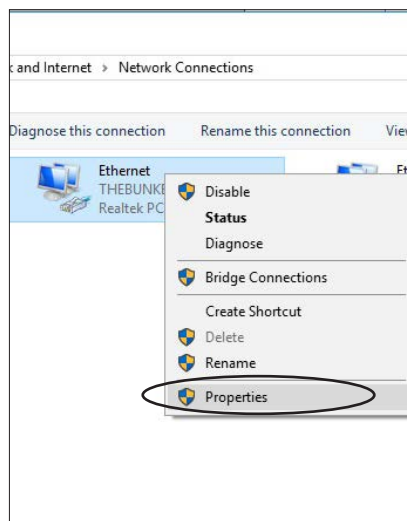 and Internet > Network Connections
Diagnose this connection Rename this connection
Ethernet
Realtek PC
Disable
Status
Diagnose
Bridge Connections
Create Shortcut
Delete
Rename
Properties